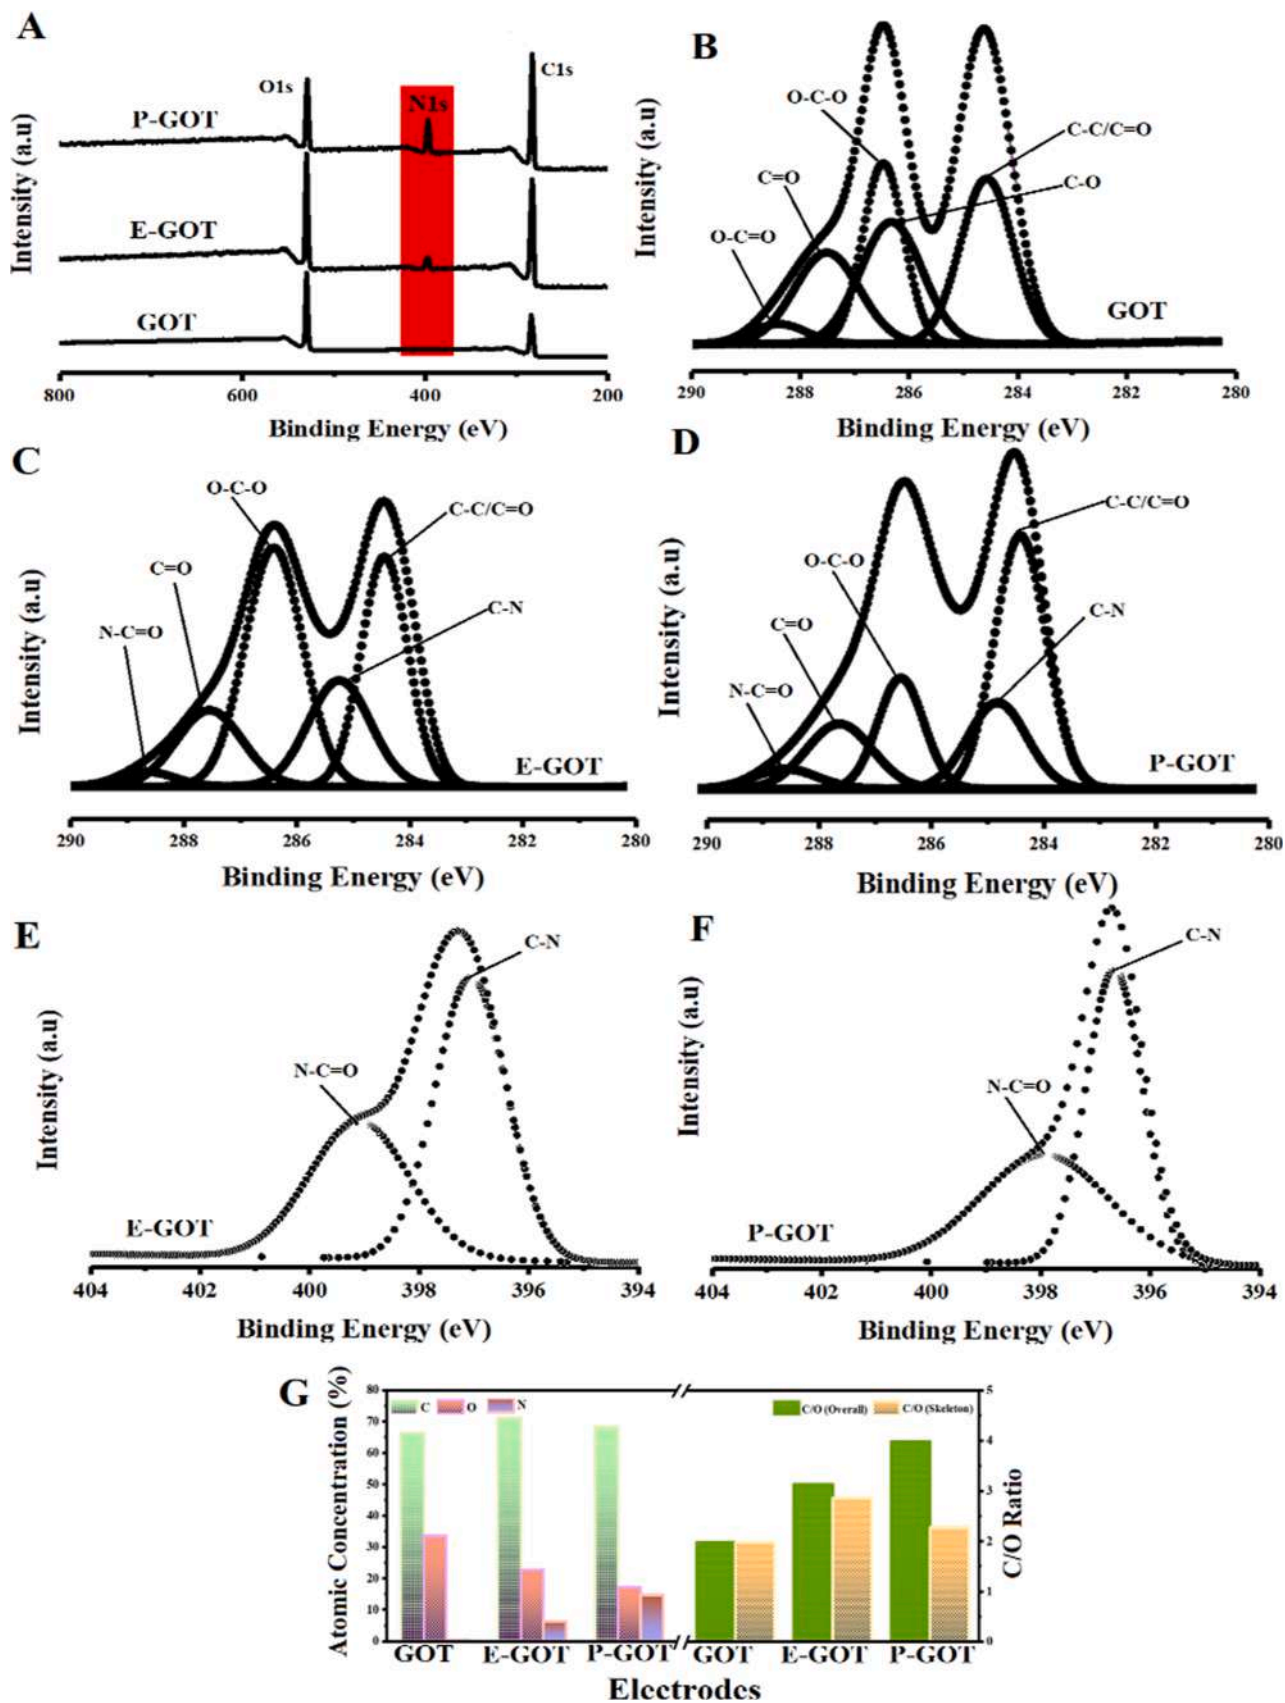 A
O1s
C1s
N1s
P-GOT
E-GOT
GOT
Intensity (a.u)
800 600 400 200
Binding Energy (eV)
B
O-C-O
C-C/C=O
C=O
C-O
O-C=O
GOT
Intensity (a.u)
290 288 286 284 282 280
Binding Energy (eV)
C
O-C-O
C-C/C=O
C=O
C-N
N-C=O
E-GOT
Intensity (a.u)
290 288 286 284 282 280
Binding Energy (eV)
D
C-C/C=O
O-C-O
C=O
C-N
N-C=O
P-GOT
Intensity (a.u)
290 288 286 284 282 280
Binding Energy (eV)
E
C-N
N-C=O
E-GOT
Intensity (a.u)
404 402 400 398 396 394
Binding Energy (eV)
F
C-N
N-C=O
P-GOT
Intensity (a.u)
404 402 400 398 396 394
Binding Energy (eV)
G
Atomic Concentration (%)
80
70
60
50
40
30
20
10
0
C O N
C/O (Overall) C/O (Skeleton)
5
4
3
2
1
0
C/O Ratio
GOT E-GOT P-GOT GOT E-GOT P-GOT
Electrodes